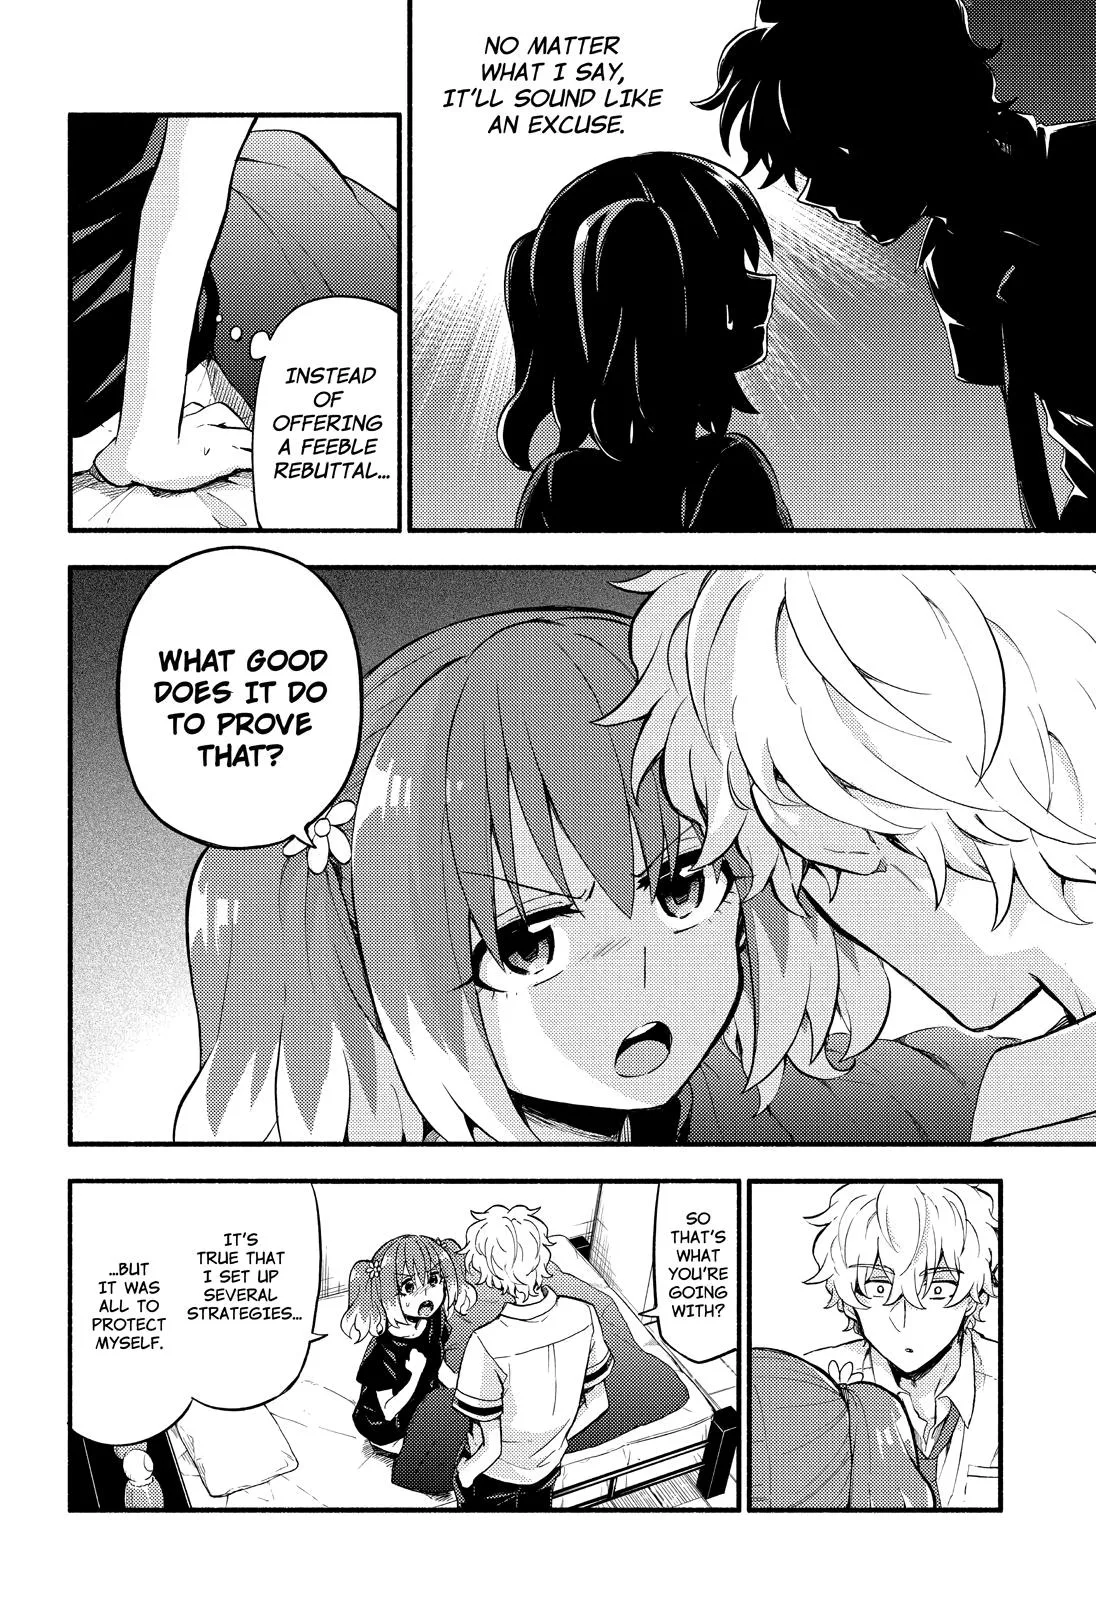 NO MATTER
WHAT I SAY,
IT'LL SOUND LIKE
AN EXCUSE.
INSTEAD
OF
OFFERING
A FEEBLE
REBUTTAL...
WHAT GOOD
DOES IT DO
TO PROVE
THAT?
SO
THAT'S
WHAT
YOU'RE
GOING
WITH?
IT'S
TRUE THAT
I SET UP
SEVERAL
STRATEGIES...
...BUT
IT WAS
ALL TO
PROTECT
MYSELF.